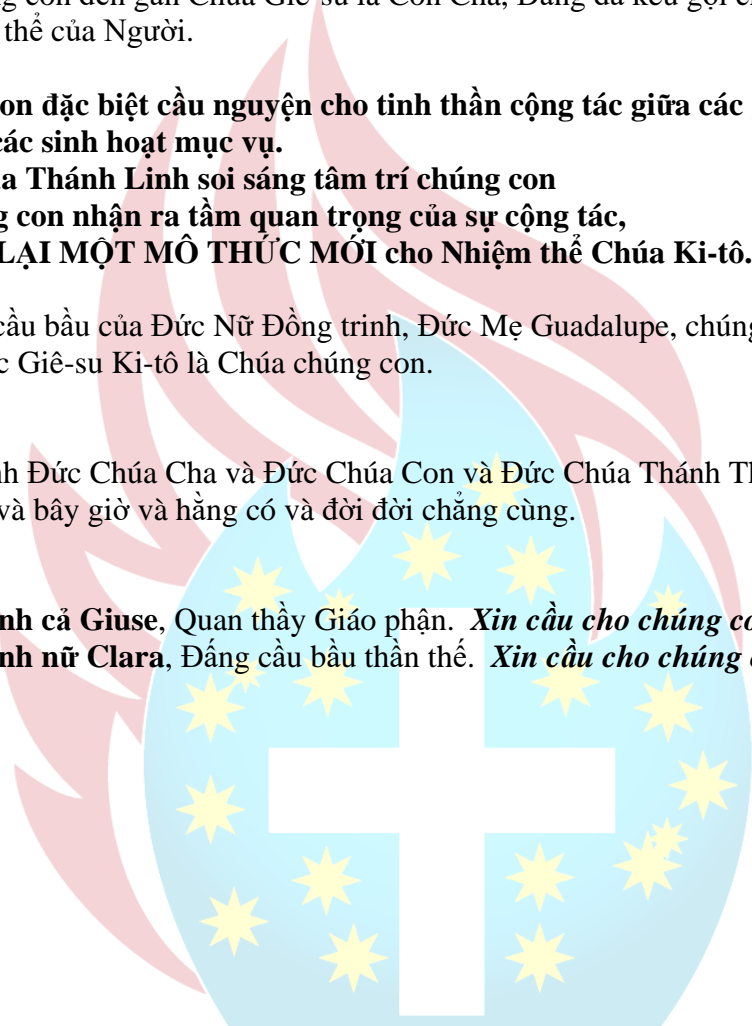 con đến gần Chúa Giê-su là Con Cha, Đấng đã kêu gọi
thể của Người.
on đặc biệt cầu nguyện cho tinh thần cộng tác giữa các
các sinh hoạt mục vụ.
Thánh Linh soi sáng tâm trí chúng con
con nhận ra tầm quan trọng của sự cộng tác,
LẠI MỘT MÔ THỨC MỚI cho Nhiệm thể Chúa Ki-tô.
cầu bầu của Đức Nữ Đồng trinh, Đức Mẹ Guadalupe, chúng
c Giê-su Ki-tô là Chúa chúng con.
nh Đức Chúa Cha và Đức Chúa Con và Đức Chúa Thánh Th
và bây giờ và hằng có và đời đời chẳng cùng.
nh cả Giuse, Quan thầy Giáo phận. Xin cầu cho chúng co
nh nữ Clara, Đấng cầu bầu thần thế. Xin cầu cho chúng